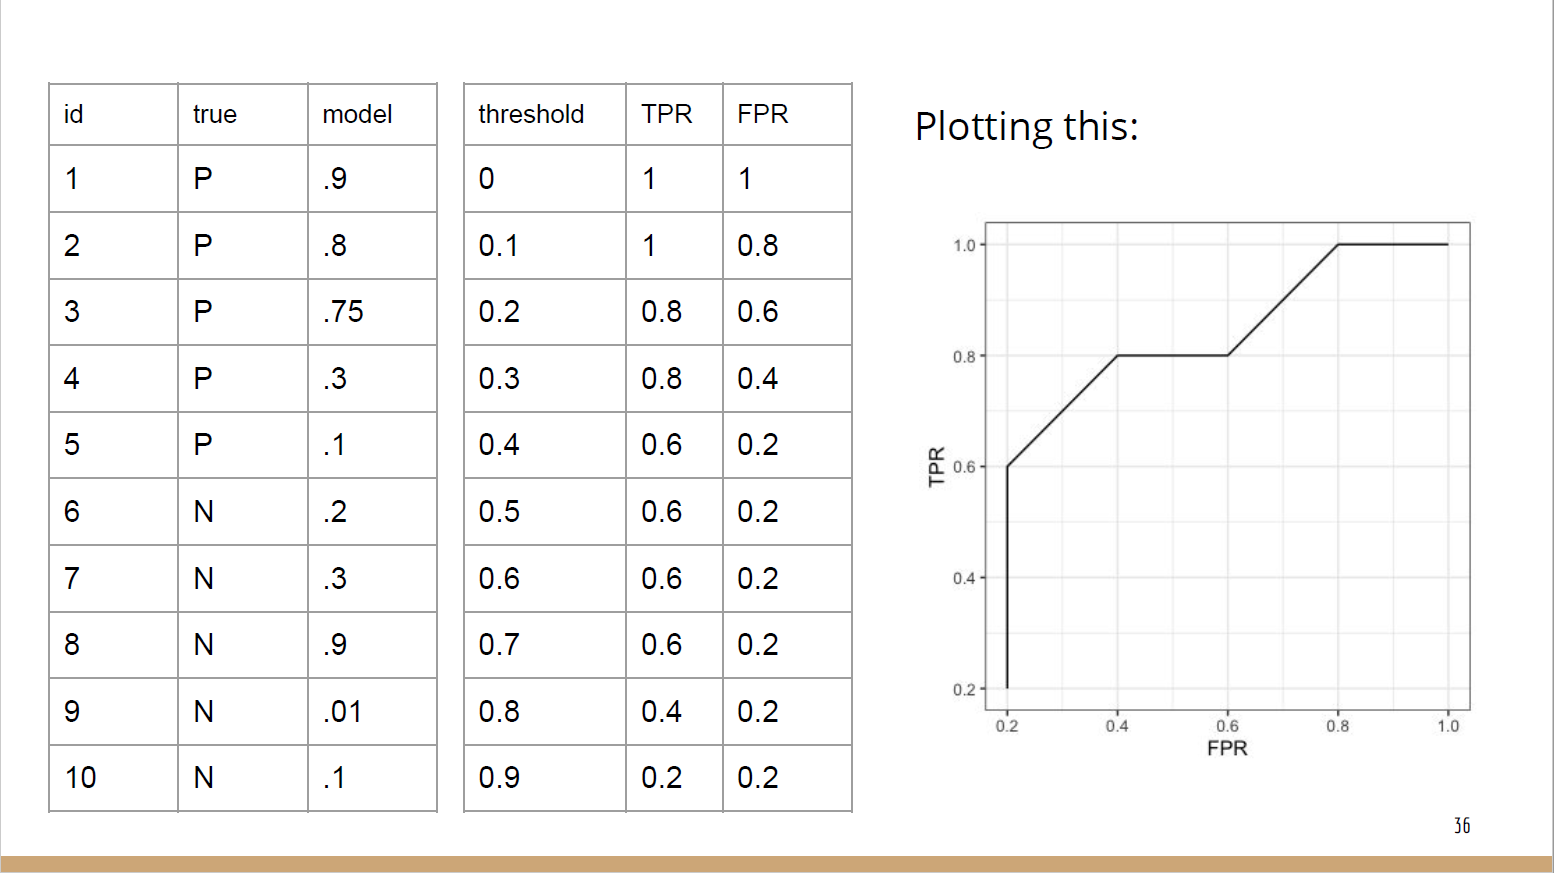 id true model
1 P .9
2 P .8
3 P .75
4 P .3
5 P .1
6 N .2
7 N .3
8 N .9
9 N .01
10 N .1
threshold TPR FPR
0 1 1
0.1 1 0.8
0.2 0.8 0.6
0.3 0.8 0.4
0.4 0.6 0.2
0.5 0.6 0.2
0.6 0.6 0.2
0.7 0.6 0.2
0.8 0.4 0.2
0.9 0.2 0.2
Plotting this:
1.0
0.8
0.6
0.4
0.2
TPR
0.2 0.4 0.6 0.8 1.0
FPR
36